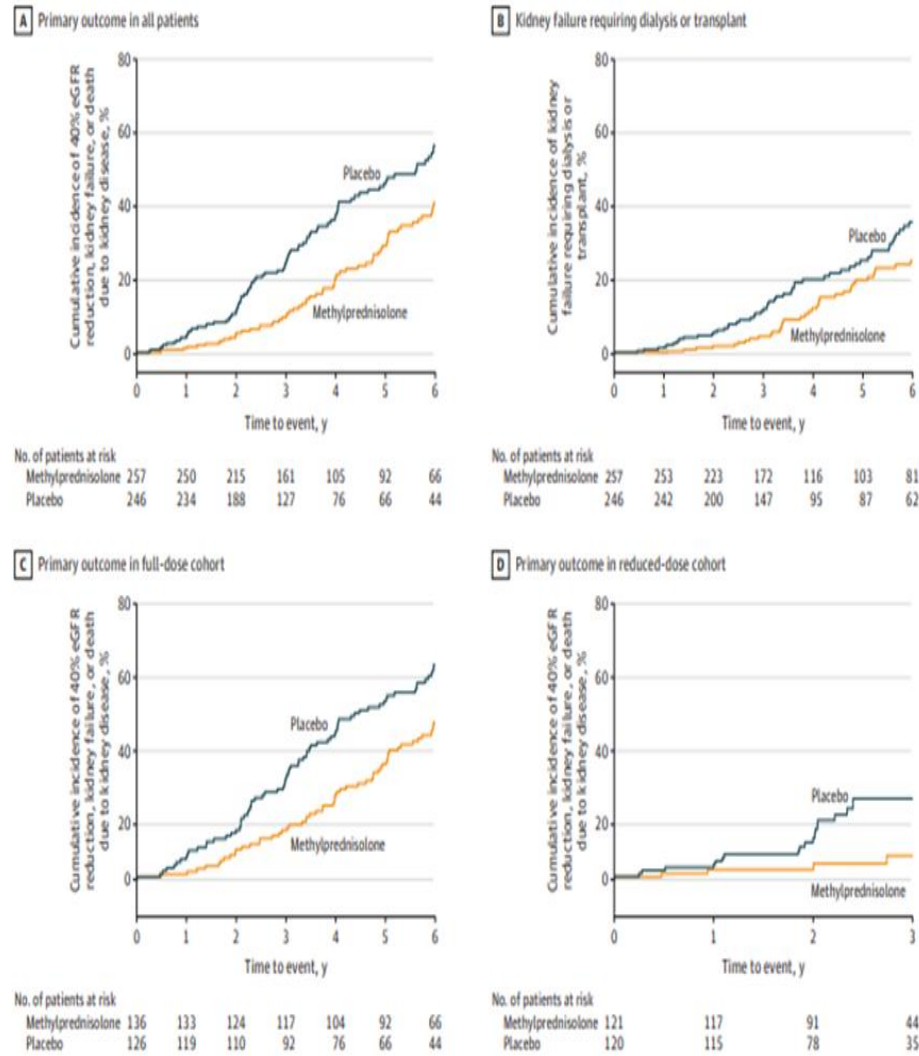 A Primary outcome in all patients
Cumulative incidence of 40% eGFR
reduction, kidney failure, or death
due to kidney disease, %
80
60
40
20
0
Placebo
Methylprednisolone
0 1 2 3 4 5 6
Time to event, y
No. of patients at risk
Methylprednisolone 257 250 215 161 105 92 66
Placebo 246 234 188 127 76 66 44
B Kidney failure requiring dialysis or transplant
Cumulative incidence of kidney
failure requiring dialysis or
transplant, %
80
60
40
20
0
Placebo
Methylprednisolone
0 1 2 3 4 5 6
Time to event, y
No. of patients at risk
Methylprednisolone 257 253 223 172 116 103 81
Placebo 246 242 200 147 95 87 62
C Primary outcome in full-dose cohort
Cumulative incidence of 40% eGFR
reduction, kidney failure, or death
due to kidney disease, %
80
60
40
20
0
Placebo
Methylprednisolone
0 1 2 3 4 5 6
Time to event, y
No. of patients at risk
Methylprednisolone 136 133 124 117 104 92 66
Placebo 126 119 110 92 76 66 44
D Primary outcome in reduced-dose cohort
Cumulative incidence of 40% eGFR
reduction, kidney failure, or death
due to kidney disease, %
80
60
40
20
0
Placebo
Methylprednisolone
0 1 2 3
Time to event, y
No. of patients at risk
Methylprednisolone 121 117 91 44
Placebo 120 115 78 35